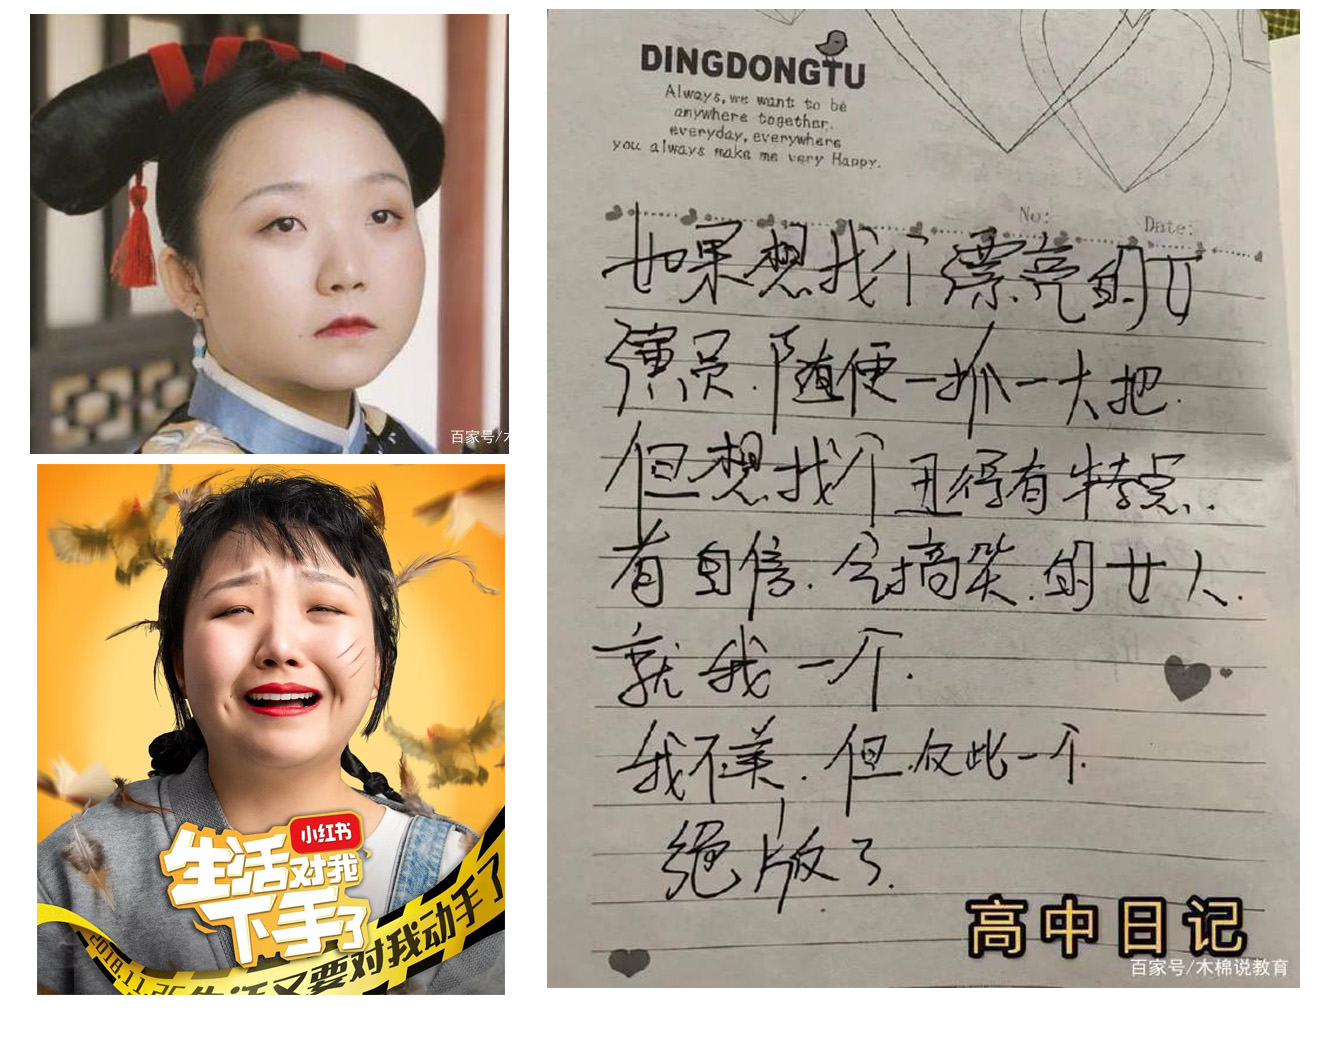 百家号/木
小红书
生活对我
下手了
2018.11.25
生活又要对我动手了
DINGDONGTU
Always, we want to be
anywhere together.
everyday, everywhere
you always make me very Happy.
No:
Date:
如果想找个漂亮的女
演员.随便一抓一大把.
但想找个丑得有特点..
有自信.会搞笑.的女人.
就我一个.
我不美,但仅此一个.
绝版了.
高中日记
百家号/木棉说教育